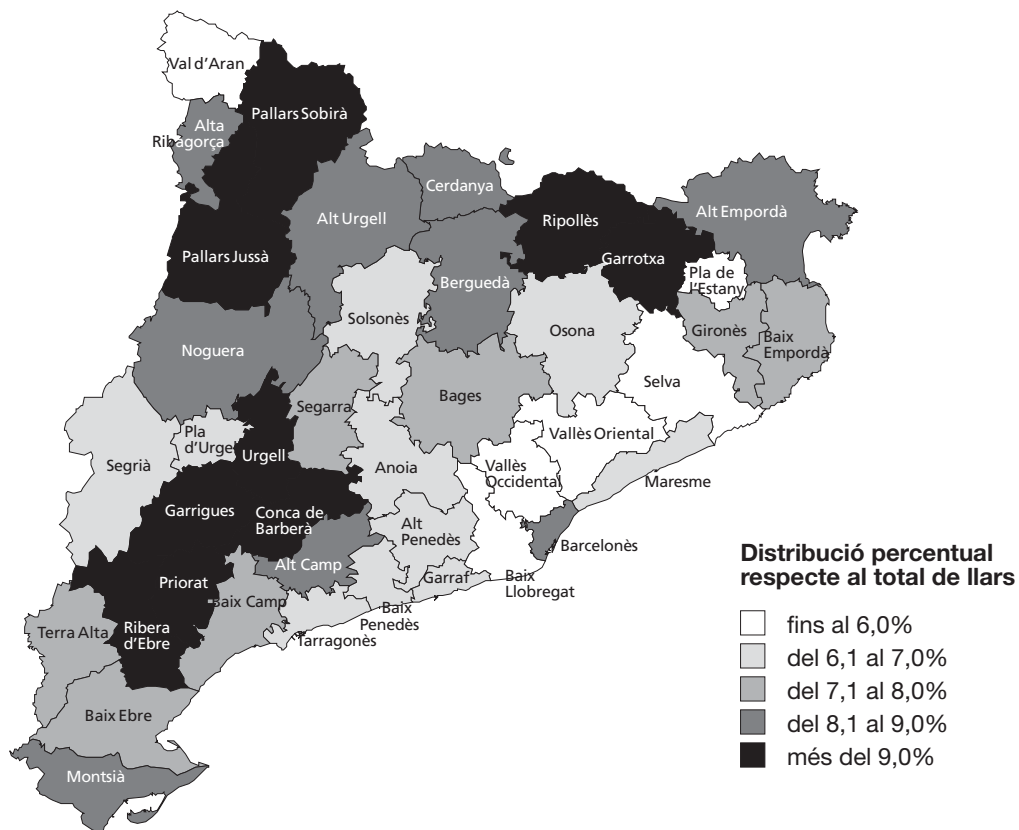 Val d'Aran
Pallars Sobirà
Alta
Ribagorça
Cerdanya
Alt Urgell
Ripollès
Alt Empordà
Pallars Jussà
Garrotxa
Pla de
l'Estany
Berguedà
Solsonès
Osona
Gironès
Baix
Empordà
Noguera
Selva
Bages
Segarra
Pla
d'Urgel
Vallès Oriental
Urgell
Segrià
Anoia
Vallès
Occidental
Maresme
Garrigues
Conca de
Barberà
Alt
Penedès
Barcelonès
Alt Camp
Garraf
Baix
Llobregat
Priorat
Baix Camp
Baix
Penedès
Tarragonès
Terra Alta
Ribera
d'Ebre
Baix Ebre
Montsià
Distribució percentual
respecte al total de llars
fins al 6,0%
del 6,1 al 7,0%
del 7,1 al 8,0%
del 8,1 al 9,0%
més del 9,0%